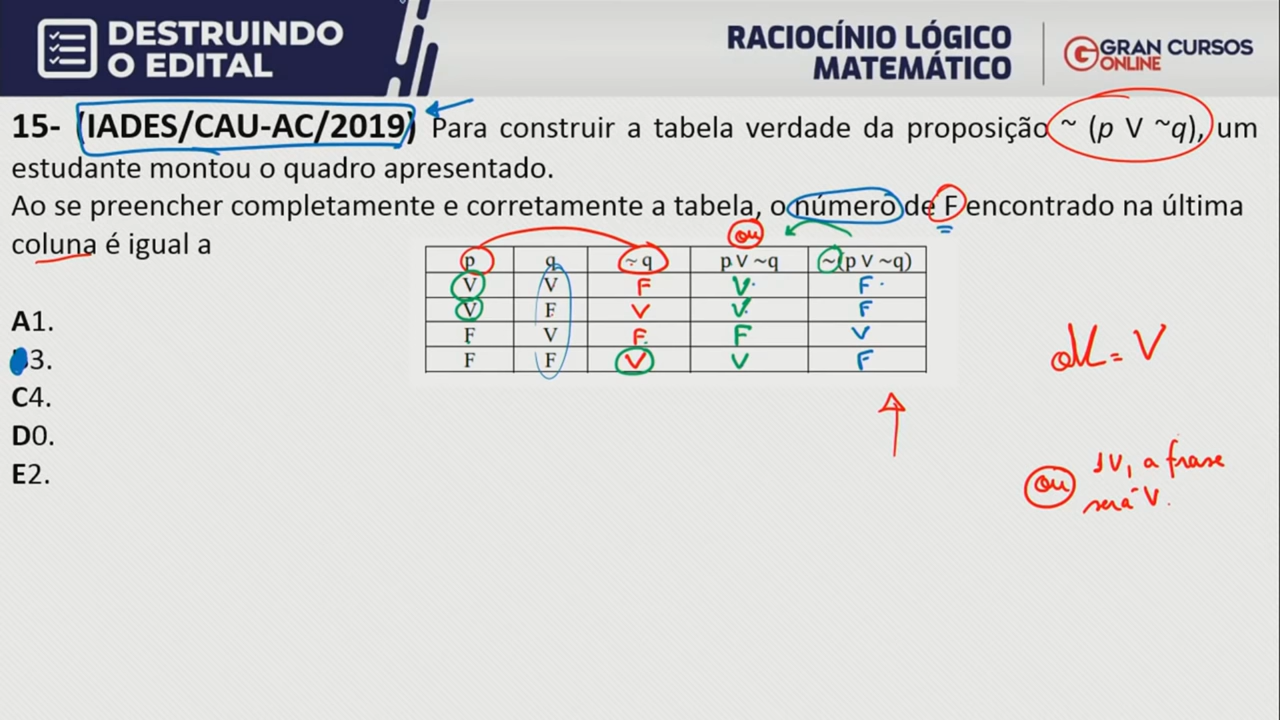 DESTRUINDO
O EDITAL
RACIOCÍNIO LÓGICO
MATEMÁTICO
GRAN CURSOS
ONLINE
15- (IADES/CAU-AC/2019) Para construir a tabela verdade da proposição ~ (p V ~q), um
estudante montou o quadro apresentado.
Ao se preencher completamente e corretamente a tabela, o número de F encontrado na última
coluna é igual a
ou
p q ~q p V ~q ~(p V ~q)
V V F V F
V F V V F
F V F F V
F F V V F
A1.
3.
C4.
D0.
E2.
= V
ou 1V, a frase
será V.